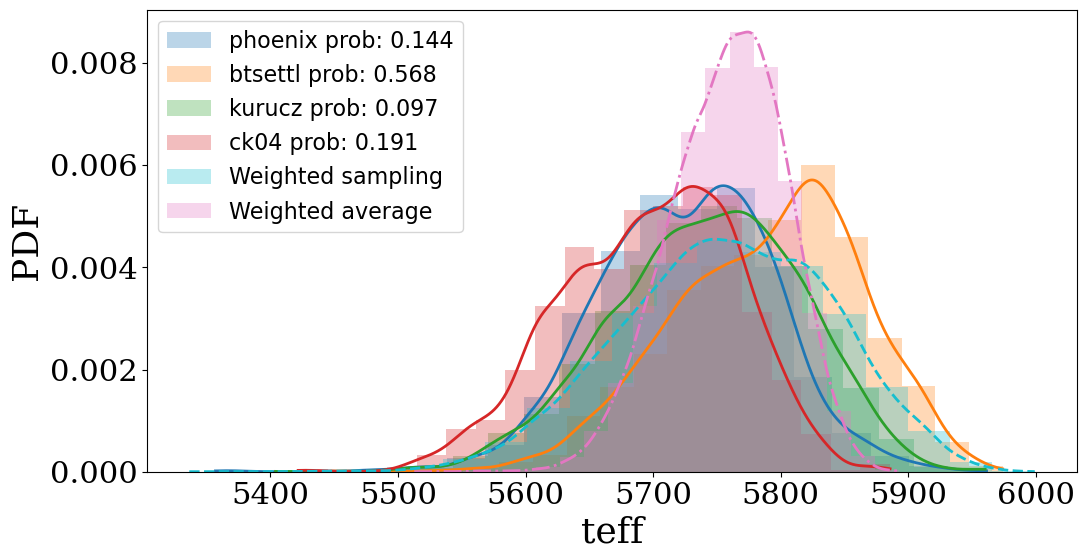 phoenix prob: 0.144
btsettl prob: 0.568
kurucz prob: 0.097
ck04 prob: 0.191
Weighted sampling
Weighted average
PDF
0.008
0.006
0.004
0.002
0.000
5400 5500 5600 5700 5800 5900 6000
teff